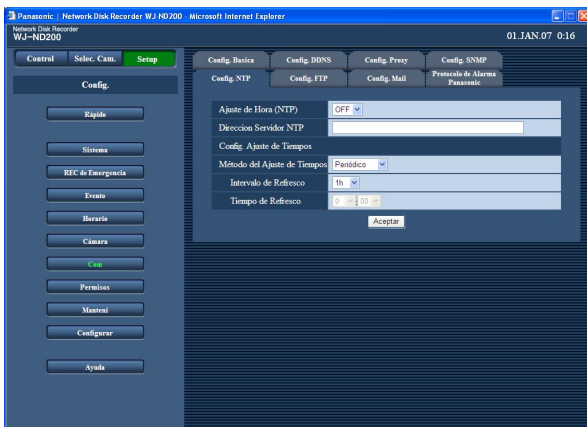 Panasonic | Network Disk Recorder WJ-ND200 - Microsoft Internet Explorer
Network Disk Recorder
WJ-ND200
01.JAN.07 0:16
Control Selec. Cam. Setup
Config.
Rápido
Sistema
REC de Emergencia
Evento
Horario
Cámara
Com
Permisos
Manteni
Configurar
Ayuda
Config. Basica Config. DDNS Config. Proxy Config. SNMP
Config. NTP Config. FTP Config. Mail Protocolo de Alarma Panasonic
Ajuste de Hora (NTP) OFF
Direccion Servidor NTP
Config. Ajuste de Tiempos
Método del Ajuste de Tiempos Periódico
Intervalo de Refresco 1h
Tiempo de Refresco 0 : 00
Aceptar